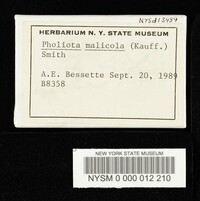 NYSd13459
HERBARIUM N. Y. STATE MUSEUM
Pholiota malicola (Kauff.)
Smith
A.E. Bessette Sept. 20, 1989
B8358
NEW YORK STATE MUSEUM
NYSM 0 000 012 210